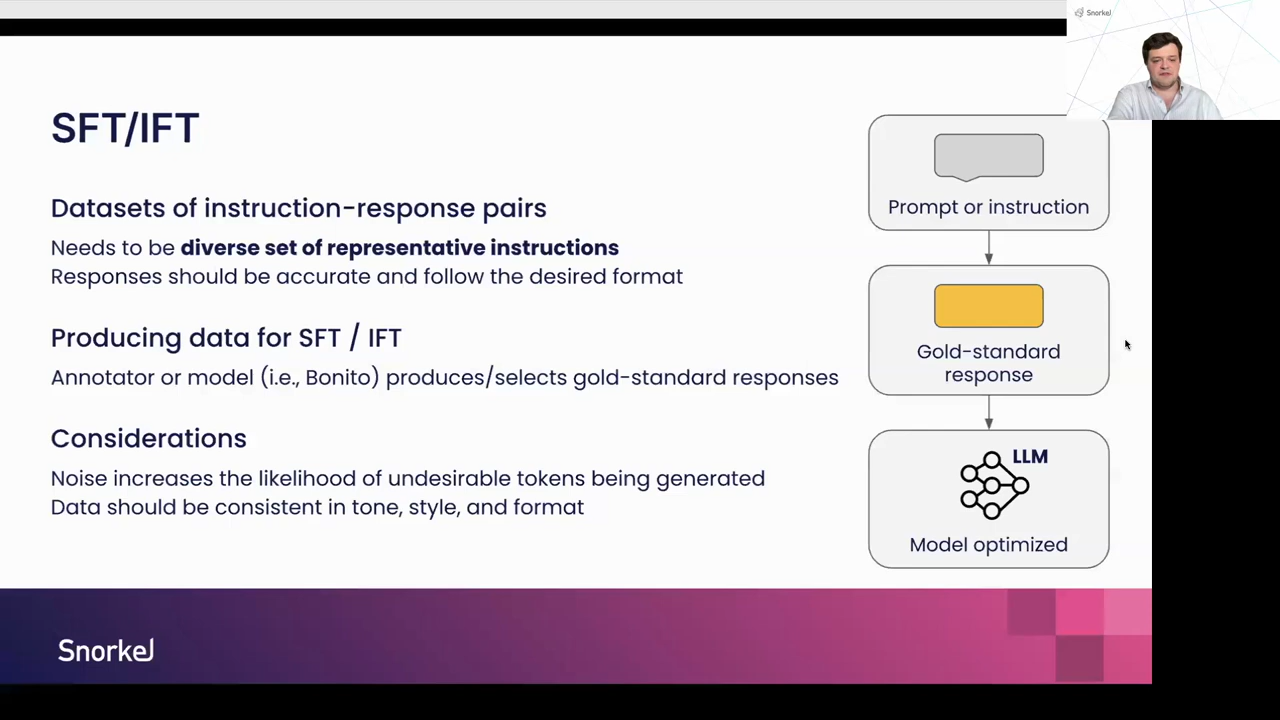 Snorkel
SFT/IFT
Datasets of instruction-response pairs
Needs to be diverse set of representative instructions
Responses should be accurate and follow the desired format
Producing data for SFT / IFT
Annotator or model (i.e., Bonito) produces/selects gold-standard responses
Considerations
Noise increases the likelihood of undesirable tokens being generated
Data should be consistent in tone, style, and format
Prompt or instruction
Gold-standard
response
LLM
Model optimized
Snorkel